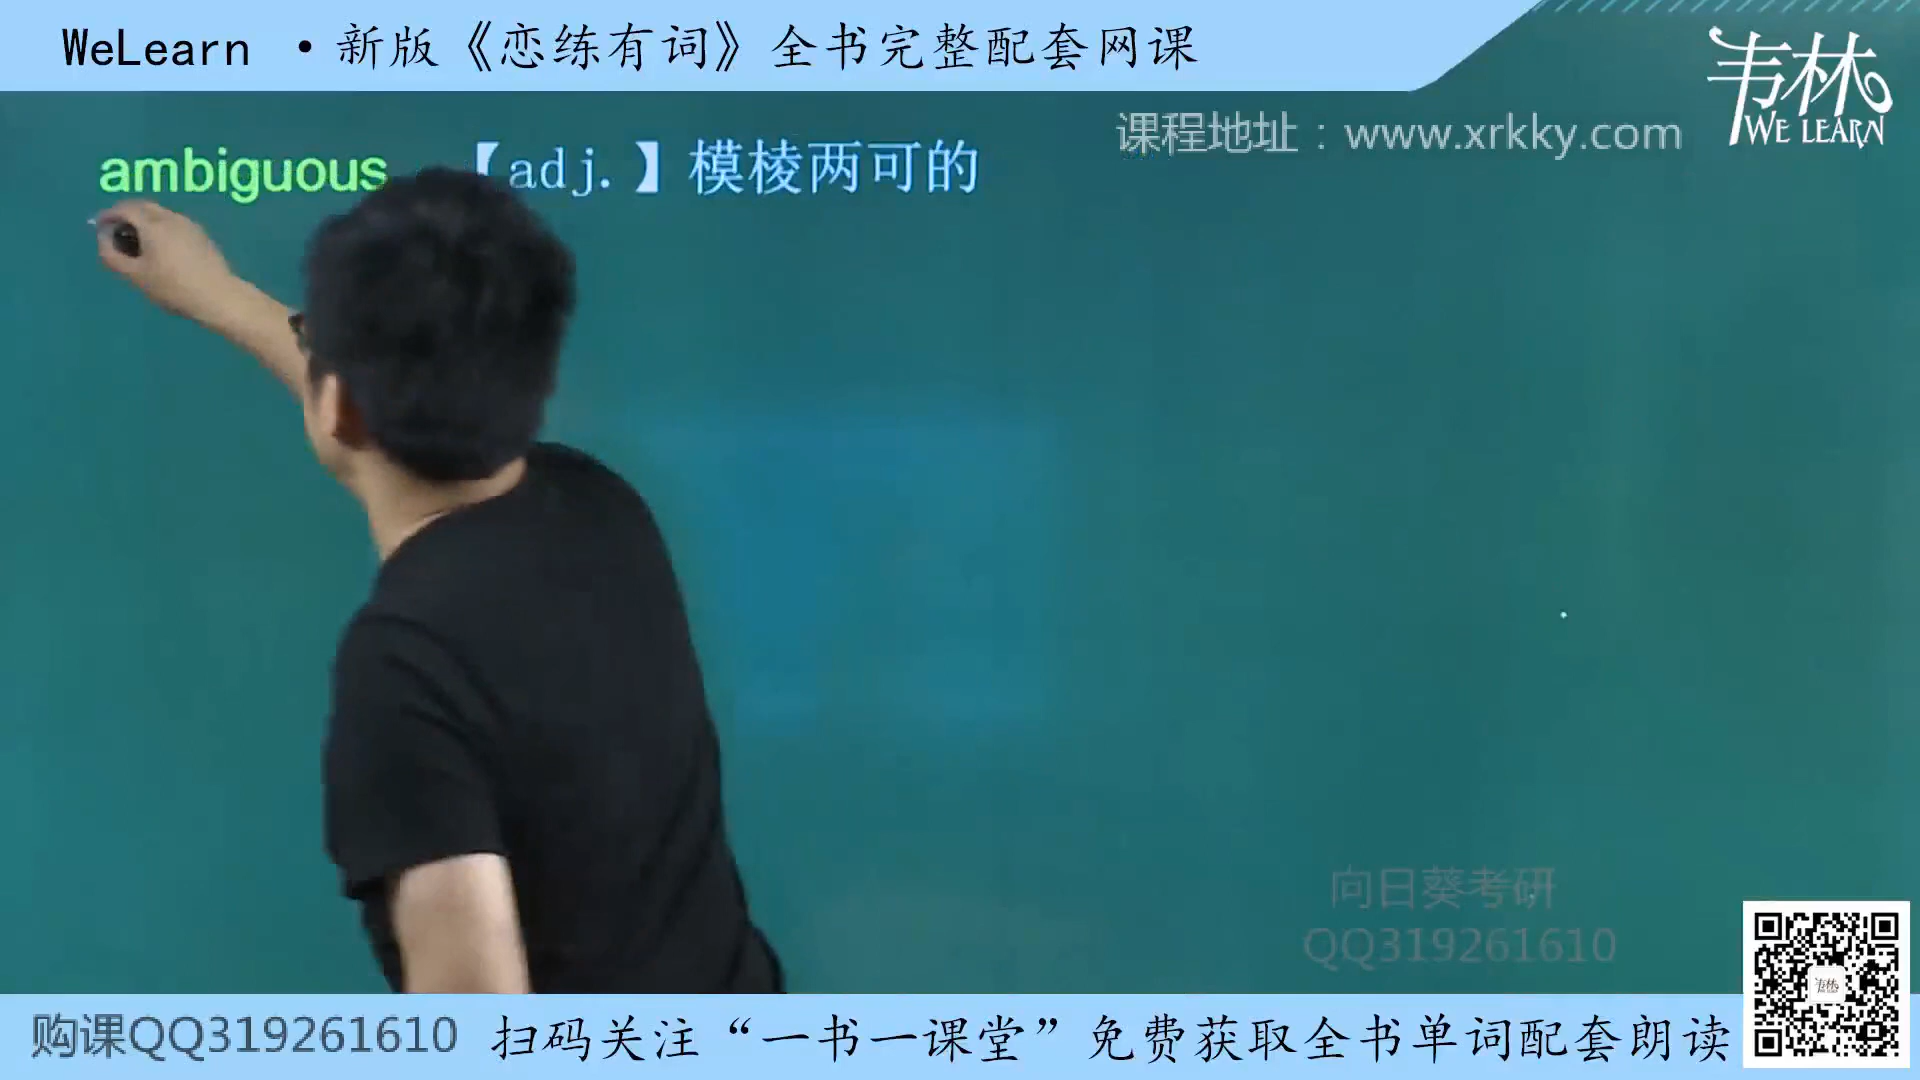 WeLearn ·新版《恋练有词》全书完整配套网课
韦林
WE LEARN
课程地址：www.xrkky.com
ambiguous 【adj.】模棱两可的
向日葵考研
QQ319261610
购课QQ319261610 扫码关注“一书一课堂”免费获取全书单词配套朗读
韦林